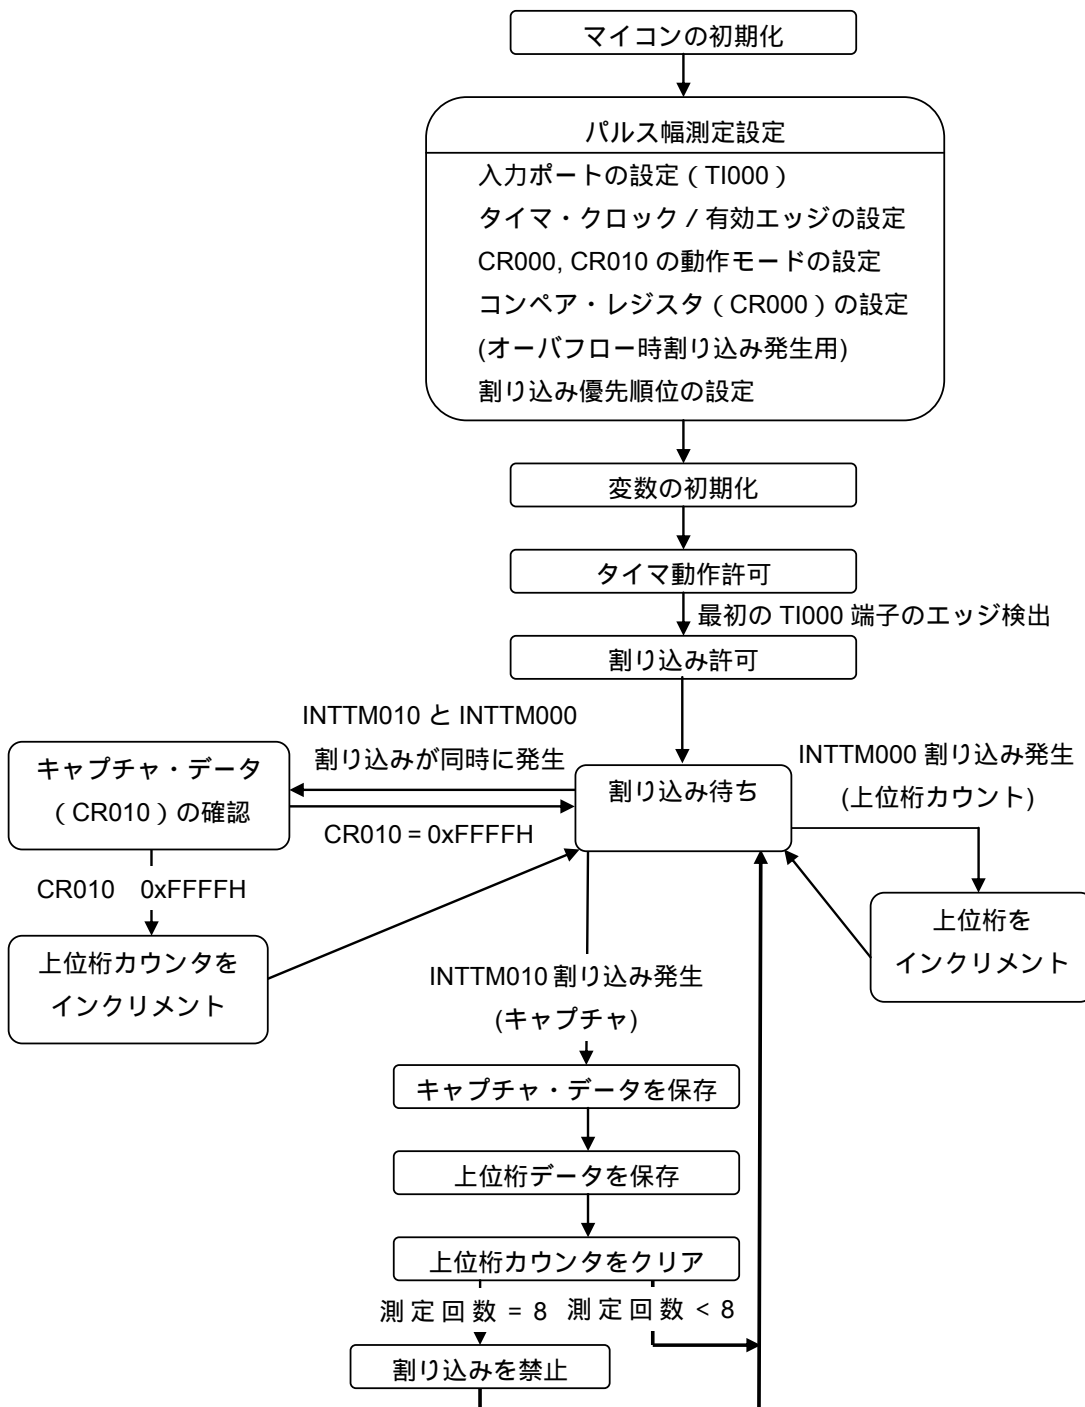 マイコンの初期化
パルス幅測定設定
入力ポートの設定（TI000）
タイマ・クロック / 有効エッジの設定
CR000, CR010 の動作モードの設定
コンペア・レジスタ（CR000）の設定
(オーバフロー時割り込み発生用)
割り込み優先順位の設定
変数の初期化
タイマ動作許可
最初の TI000 端子のエッジ検出
割り込み許可
INTTM010 と INTTM000
割り込みが同時に発生
キャプチャ・データ
（CR010）の確認
CR010 = 0xFFFFH
割り込み待ち
INTTM000 割り込み発生
(上位桁カウント)
CR010 0xFFFFH
上位桁カウンタを
インクリメント
上位桁を
インクリメント
INTTM010 割り込み発生
(キャプチャ)
キャプチャ・データを保存
上位桁データを保存
上位桁カウンタをクリア
測定回数 = 8
測定回数 < 8
割り込みを禁止